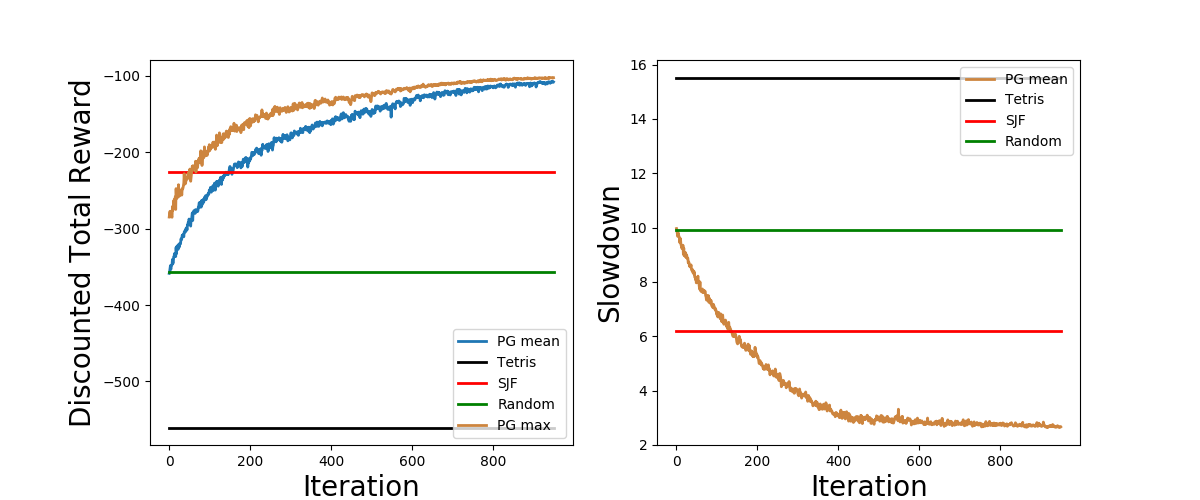 Discounted Total Reward
−100
−200
−300
−400
−500
0
200
400
600
800
Iteration
PG mean
Tetris
SJF
Random
PG max
Slowdown
16
14
12
10
8
6
4
2
0
200
400
600
800
Iteration
PG mean
Tetris
SJF
Random